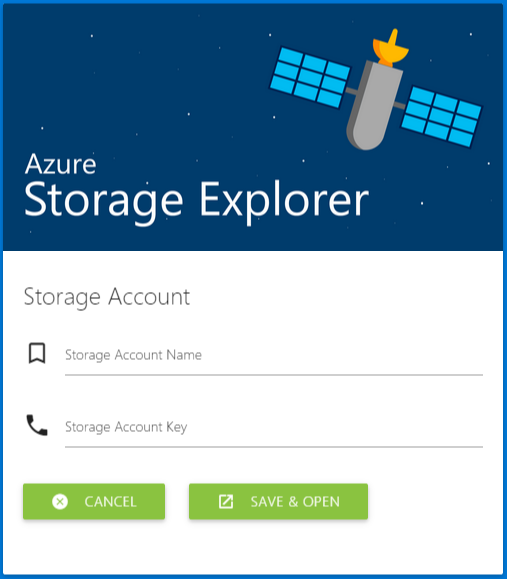 Azure
Storage Explorer
Storage Account
Storage Account Name
Storage Account Key
CANCEL
SAVE & OPEN